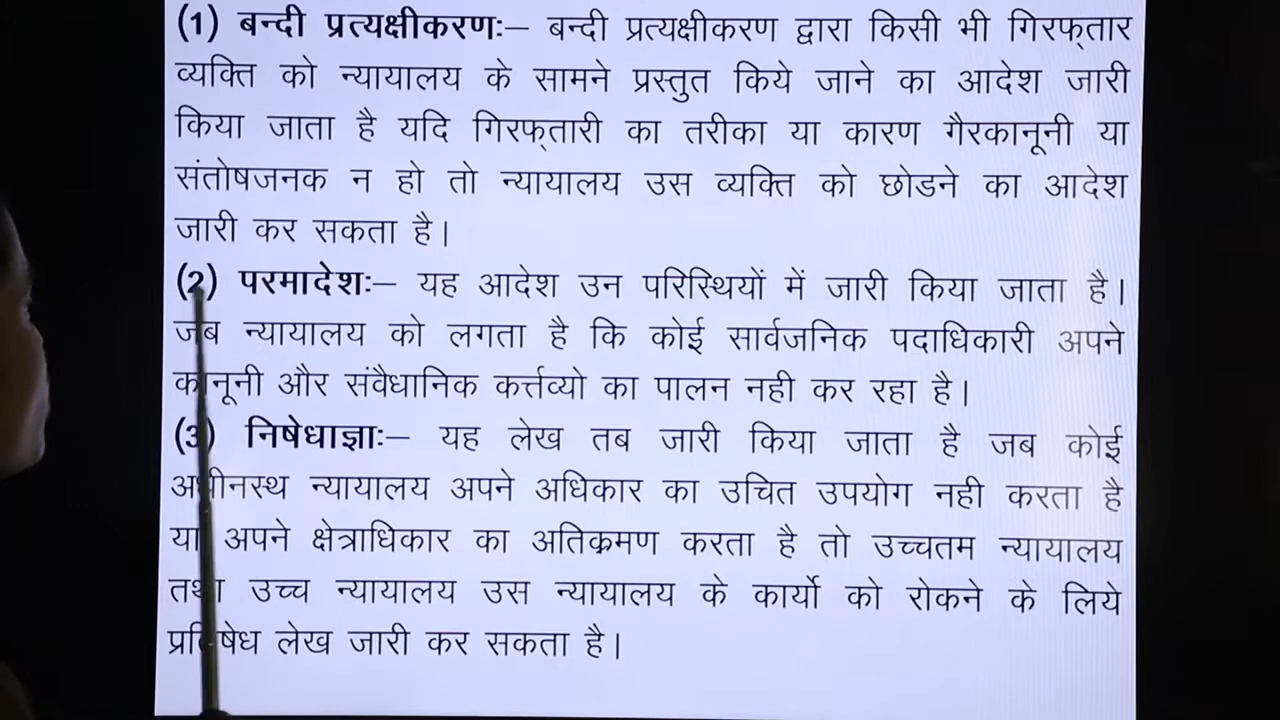 (1) बन्दी प्रत्यक्षीकरणः– बन्दी प्रत्यक्षीकरण द्वारा किसी भी गिरफ्तार
व्यक्ति को न्यायालय के सामने प्रस्तुत किये जाने का आदेश जारी
किया जाता है यदि गिरफ्तारी का तरीका या कारण गैरकानूनी या
संतोषजनक न हो तो न्यायालय उस व्यक्ति को छोडने का आदेश
जारी कर सकता है।
(2) परमादेशः– यह आदेश उन परिस्थियों में जारी किया जाता है।
जब न्यायालय को लगता है कि कोई सार्वजनिक पदाधिकारी अपने
कानूनी और संवैधानिक कर्त्तव्यो का पालन नही कर रहा है।
(3) निषेधाज्ञाः– यह लेख तब जारी किया जाता है जब कोई
अधीनस्थ न्यायालय अपने अधिकार का उचित उपयोग नही करता है
या अपने क्षेत्राधिकार का अतिक्रमण करता है तो उच्चतम न्यायालय
तथा उच्च न्यायालय उस न्यायालय के कार्यो को रोकने के लिये
प्रतिषेध लेख जारी कर सकता है।